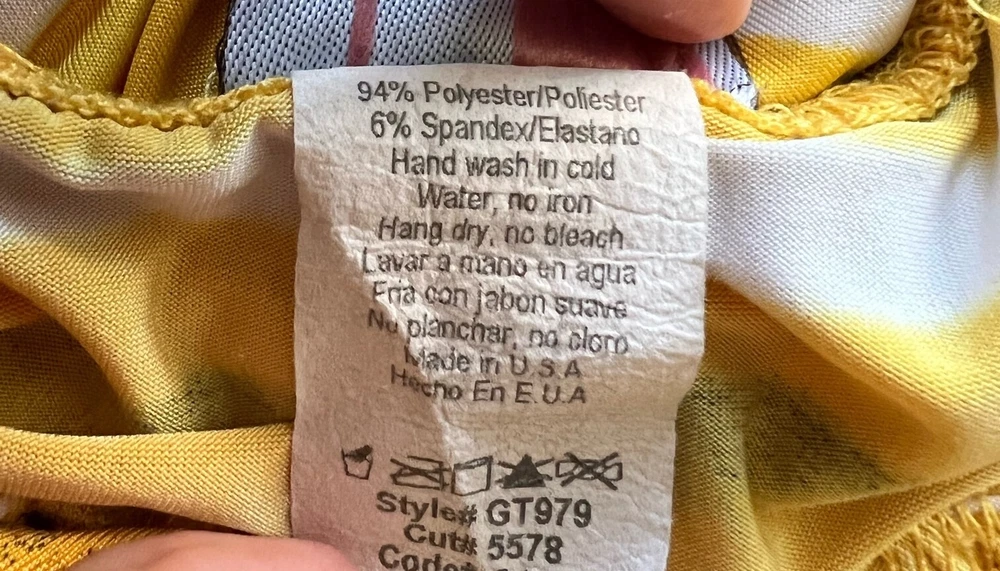 94% Polyester/Poliester
6% Spandex/Elastano
Hand wash in cold
Water, no iron
Hang dry, no bleach
Lavar a mano en agua
Fria con jabon suave
No planchar, no cloro
Made in U.S.A
Hecho En E.U.A
Style# GT979
Cut# 5578
Code#